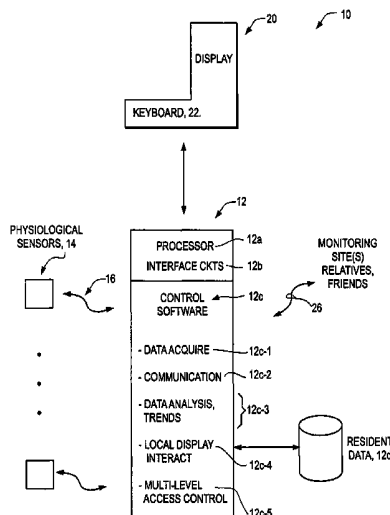 20
10
DISPLAY
KEYBOARD, 22.
12
PHYSIOLOGICAL
SENSORS, 14
PROCESSOR
12a
INTERFACE CKTS
12b
MONITORING
SITE(S)
RELATIVES,
FRIENDS
16
CONTROL
SOFTWARE
12c
26
- DATA ACQUIRE
12c-1
- COMMUNICATION
12c-2
- DATA ANALYSIS,
TRENDS
12c-3
- LOCAL DISPLAY
INTERACT
12c-4
RESIDENT
DATA, 12d
- MULTI-LEVEL
ACCESS CONTROL
12c-5